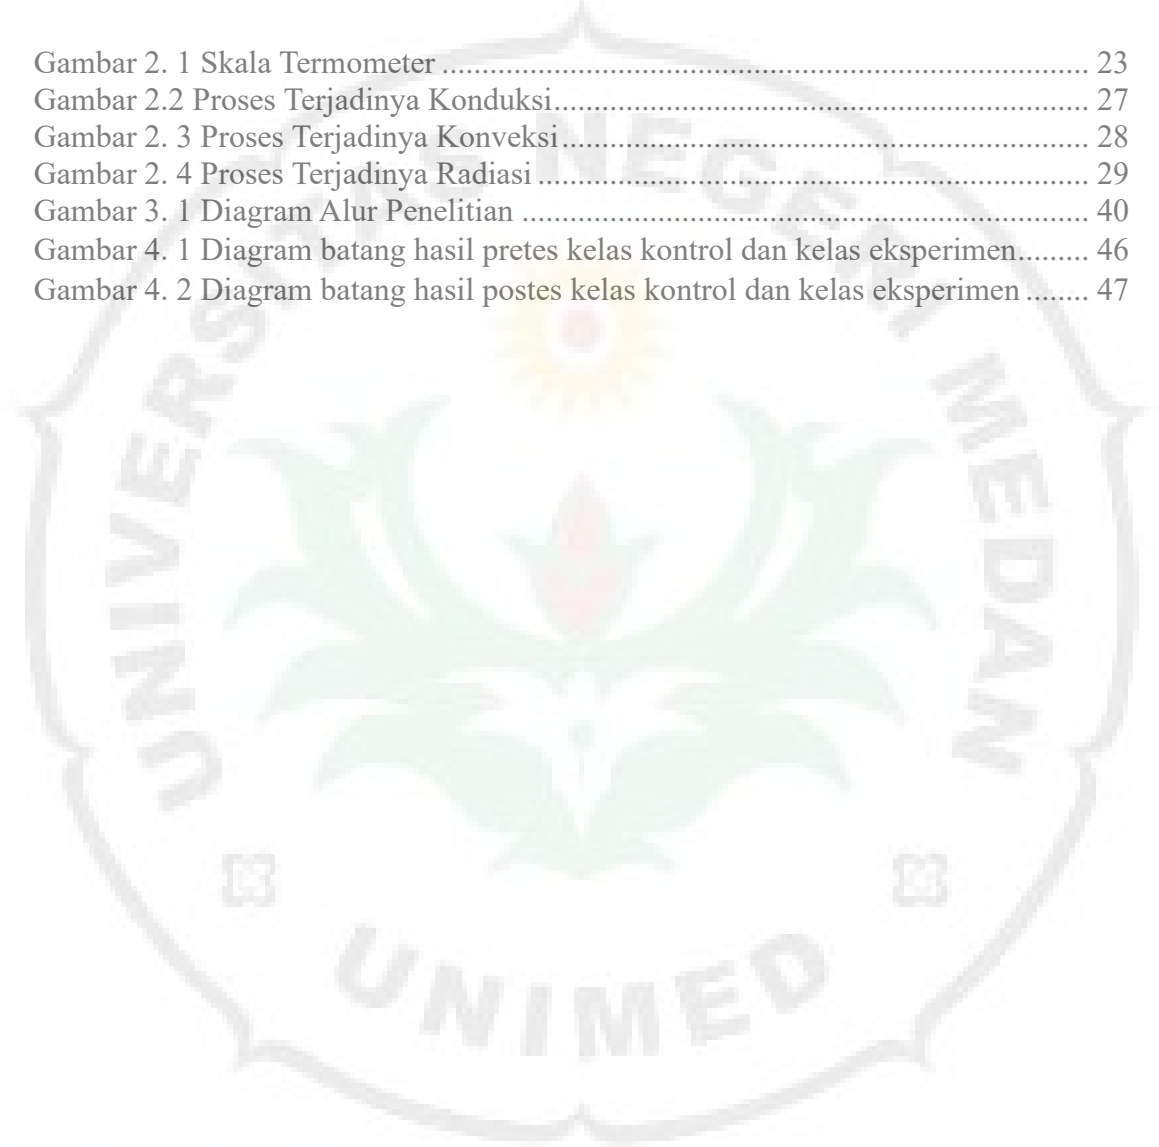 Gambar 2. 1 Skala Termometer ................................................................................... 23
Gambar 2.2 Proses Terjadinya Konduksi.................................................................... 27
Gambar 2. 3 Proses Terjadinya Konveksi................................................................... 28
Gambar 2. 4 Proses Terjadinya Radiasi ...................................................................... 29
Gambar 3. 1 Diagram Alur Penelitian ........................................................................ 40
Gambar 4. 1 Diagram batang hasil pretes kelas kontrol dan kelas eksperimen......... 46
Gambar 4. 2 Diagram batang hasil postes kelas kontrol dan kelas eksperimen ........ 47
UNIVERSITAS NEGERI MEDAN
UNIMED